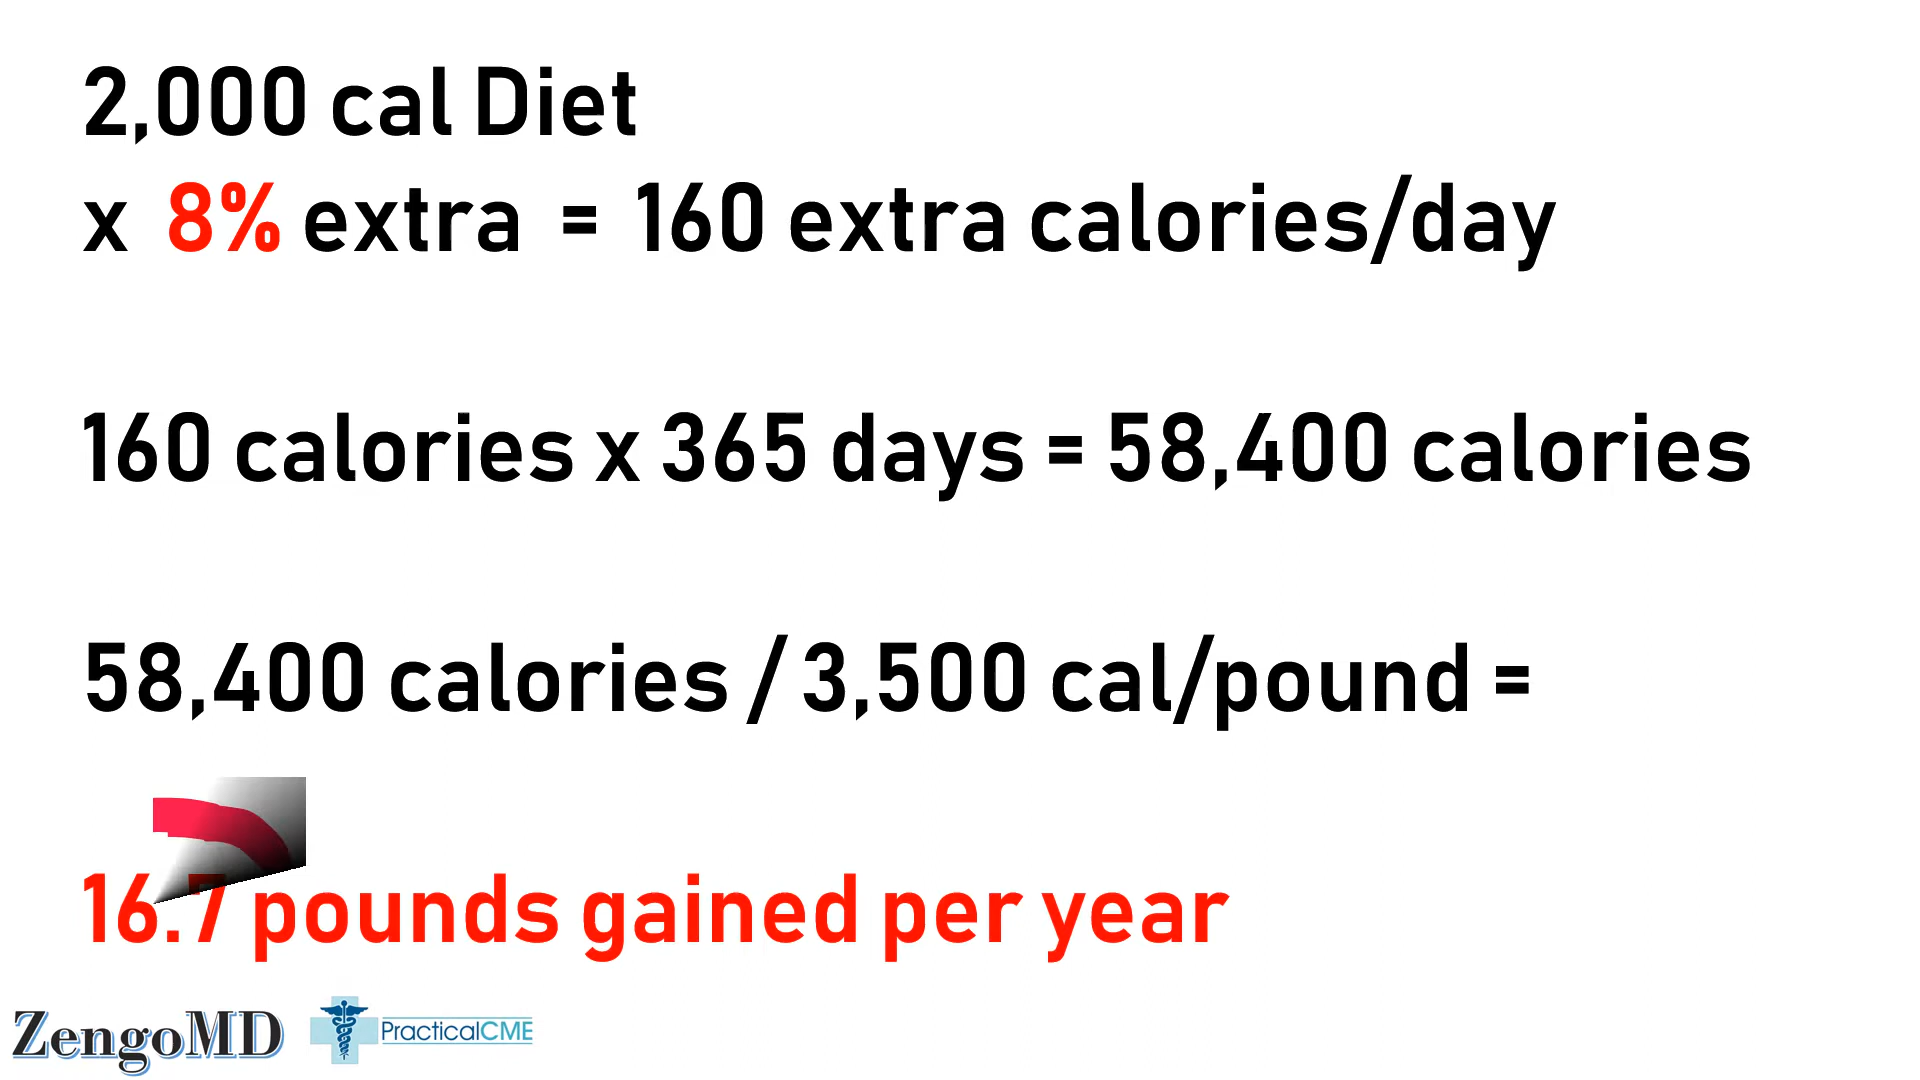 2,000 cal Diet
x 8% extra = 160 extra calories/day
160 calories x 365 days = 58,400 calories
58,400 calories / 3,500 cal/pound =
16.7 pounds gained per year
ZengoMD PracticalCME